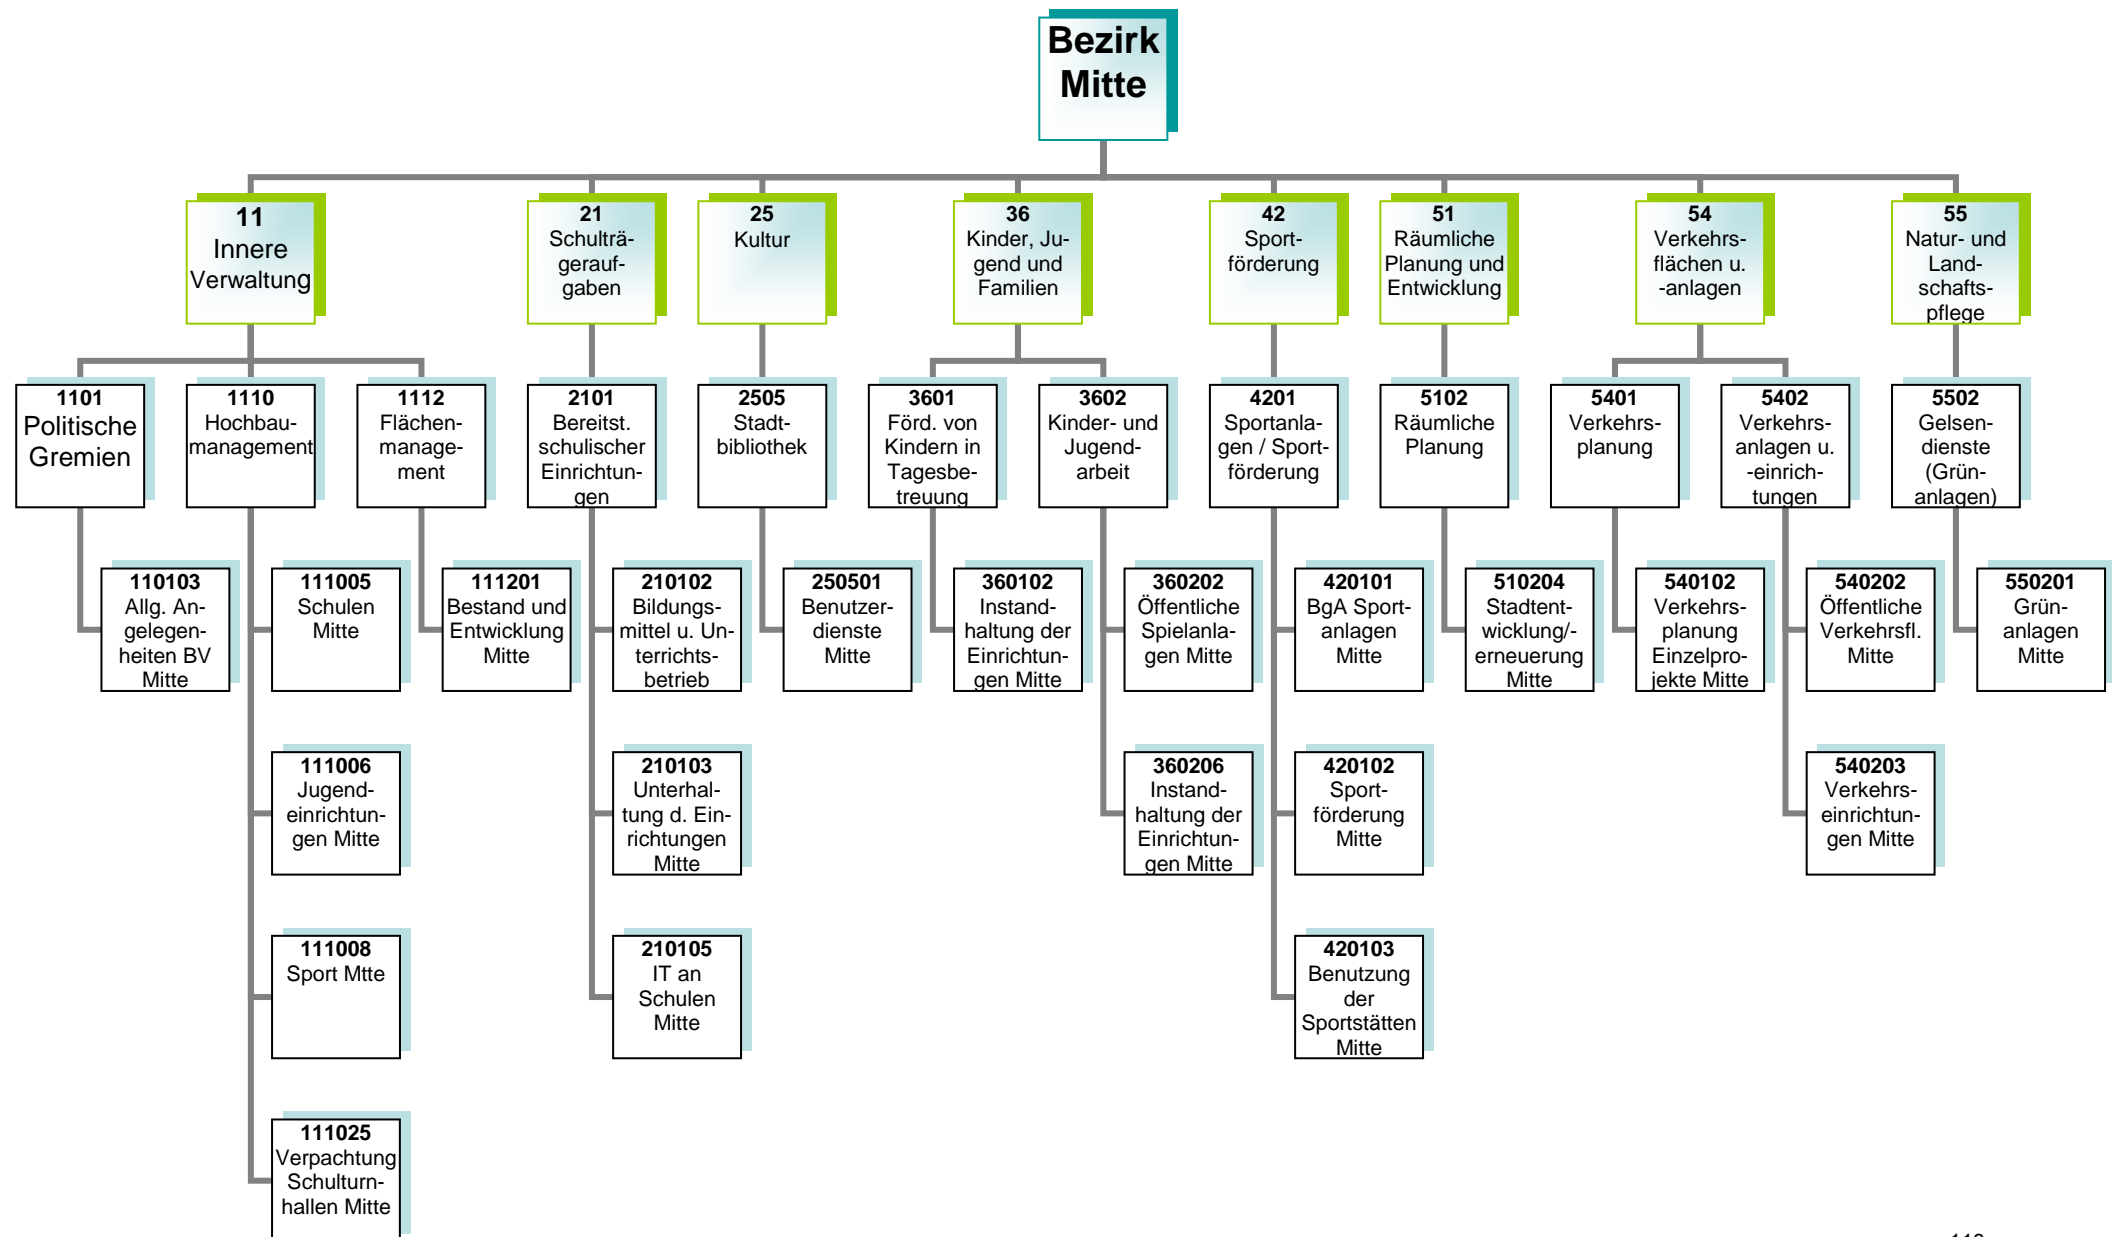 Bezirk
Mitte
11
Innere
Verwaltung
21
Schulträ-
gerauf-
gaben
25
Kultur
36
Kinder, Ju-
gend und
Familien
42
Sport-
förderung
51
Räumliche
Planung und
Entwicklung
54
Verkehrs-
flächen u.
-anlagen
55
Natur- und
Land-
schafts-
pflege
1101
Politische
Gremien
1110
Hochbau-
management
1112
Flächen-
manage-
ment
2101
Bereitst.
schulischer
Einrichtun-
gen
2505
Stadt-
bibliothek
3601
Förd. von
Kindern in
Tagesbe-
treuung
3602
Kinder- und
Jugend-
arbeit
4201
Sportanla-
gen / Sport-
förderung
5102
Räumliche
Planung
5401
Verkehrs-
planung
5402
Verkehrs-
anlagen u.
-einrich-
tungen
5502
Gelsen-
dienste
(Grün-
anlagen)
110103
Allg. An-
gelegen-
heiten BV
Mitte
111005
Schulen
Mitte
111201
Bestand und
Entwicklung
Mitte
210102
Bildungs-
mittel u. Un-
terrichts-
betrieb
250501
Benutzer-
dienste
Mitte
360102
Instand-
haltung der
Einrichtun-
gen Mitte
360202
Öffentliche
Spielanla-
gen Mitte
420101
BgA Sport-
anlagen
Mitte
510204
Stadtent-
wicklung/-
erneuerung
Mitte
540102
Verkehrs-
planung
Einzelpro-
jekte Mitte
540202
Öffentliche
Verkehrsfl.
Mitte
550201
Grün-
anlagen
Mitte
111006
Jugend-
einrichtun-
gen Mitte
210103
Unterhal-
tung d. Ein-
richtungen
Mitte
360206
Instand-
haltung der
Einrichtun-
gen Mitte
420102
Sport-
förderung
Mitte
540203
Verkehrs-
einrichtun-
gen Mitte
111008
Sport Mtte
210105
IT an
Schulen
Mitte
420103
Benutzung
der
Sportstätten
Mitte
111025
Verpachtung
Schulturn-
hallen Mitte